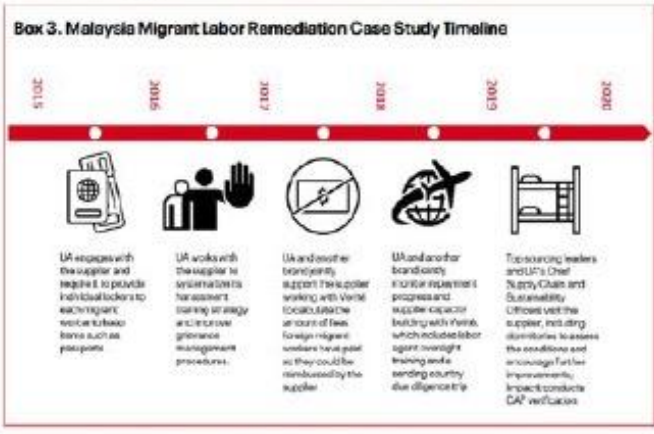 Box 3. Malaysia Migrant Labor Remediation Case Study Timeline
2015
2016
2017
2018
2019
2020
UA engages with
the supplier and
requires it to provide
individual lockers to
each migrant
worker to keep
items such as
passports
UA works with
the supplier to
systematize its
harassment
training strategy
and improve
grievance
management
procedures.
UA and another
brand jointly
support the supplier
working with Verité
to calculate the
amount of fees
foreign migrant
workers have paid
so they could be
reimbursed by the
supplier
UA and another
brand jointly
monitor repayment
progress and
supplier capacity
building with Verité,
which includes labor
agent oversight
training and a
sending country
due diligence trip
Top sourcing leaders
and UA's Chief
Supply Chain and
Sustainability
Officers visit the
supplier, including
dormitories to assess
the conditions and
encourage further
improvements;
Impactt conducts
CAP verification